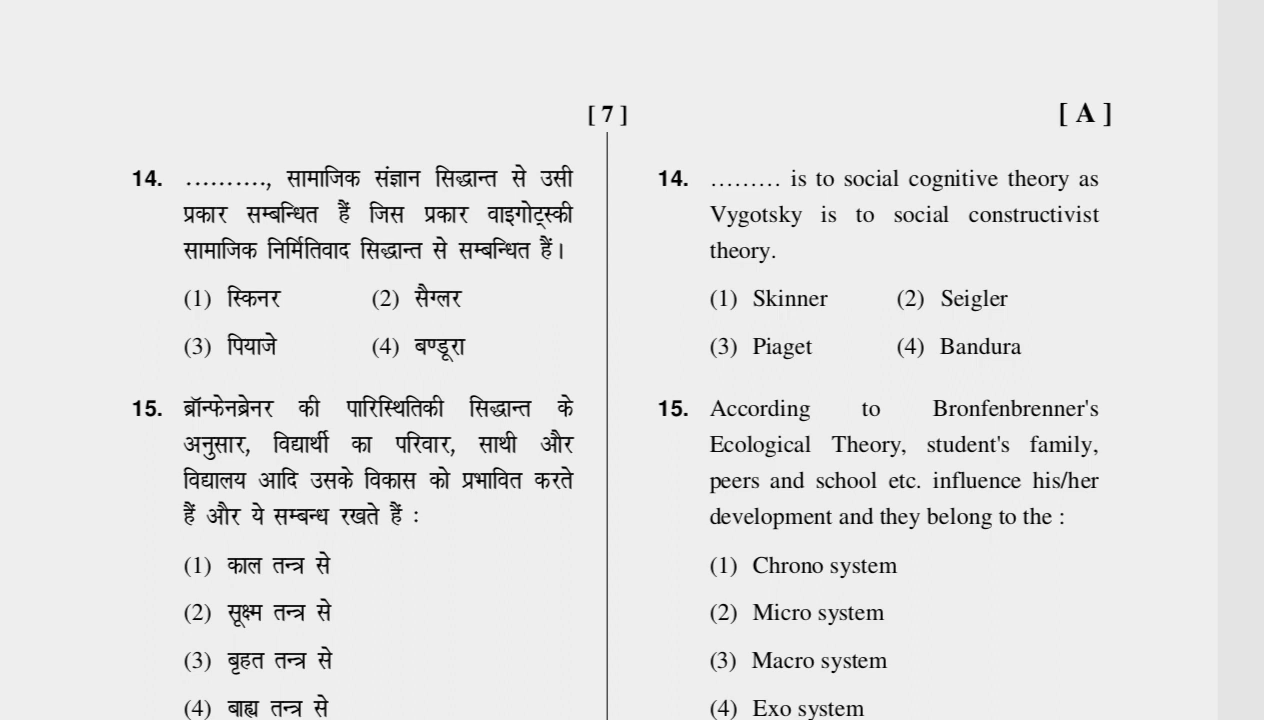 [ 7 ]
[ A ]
14. .........., सामाजिक संज्ञान सिद्धान्त से उसी
प्रकार सम्बन्धित हैं जिस प्रकार वाइगोट्स्की
सामाजिक निर्मितिवाद सिद्धान्त से सम्बन्धित हैं।
(1) स्किनर (2) सैग्लर
(3) पियाजे (4) बण्डूरा
15. ब्रॉन्फेनब्रेनर की पारिस्थितिकी सिद्धान्त के
अनुसार, विद्यार्थी का परिवार, साथी और
विद्यालय आदि उसके विकास को प्रभावित करते
हैं और ये सम्बन्ध रखते हैं :
(1) काल तन्त्र से
(2) सूक्ष्म तन्त्र से
(3) बृहत तन्त्र से
(4) बाह्य तन्त्र से
14. ......... is to social cognitive theory as
Vygotsky is to social constructivist
theory.
(1) Skinner (2) Seigler
(3) Piaget (4) Bandura
15. According to Bronfenbrenner's
Ecological Theory, student's family,
peers and school etc. influence his/her
development and they belong to the :
(1) Chrono system
(2) Micro system
(3) Macro system
(4) Exo system